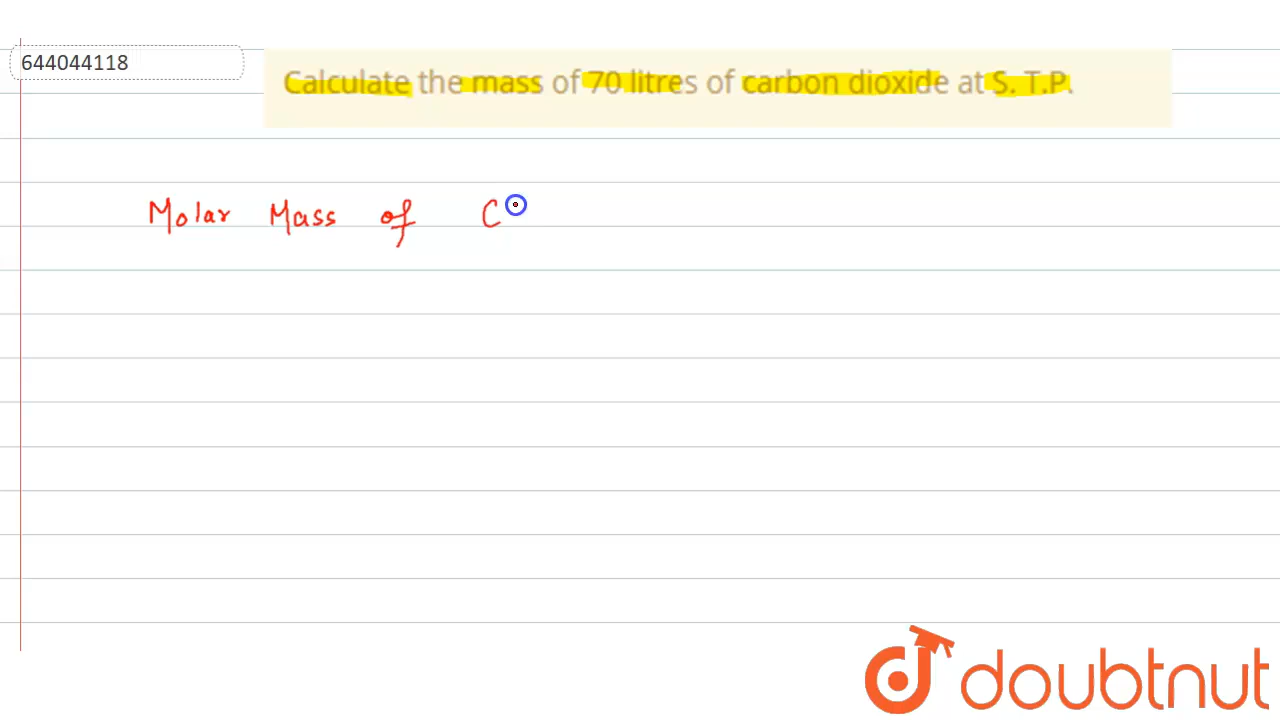 644044118
Calculate the mass of 70 litres of carbon dioxide at S. T.P.
Molar Mass of C
doubtnut